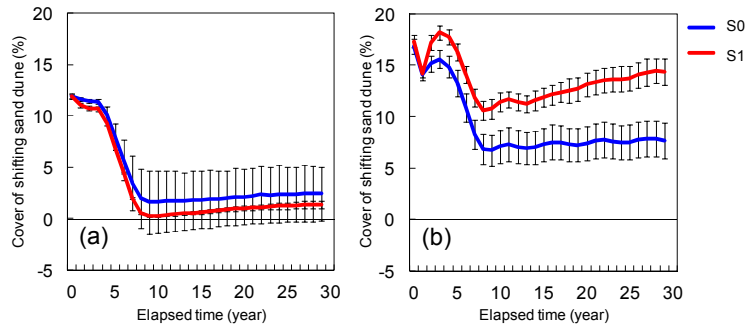 20
15
10
5
0
-5
0 5 10 15 20 25 30
Cover of shifting sand dune (%)
Elapsed time (year)
(a)
20
15
10
5
0
-5
0 5 10 15 20 25 30
Cover of shifting sand dune (%)
Elapsed time (year)
(b)
S0
S1